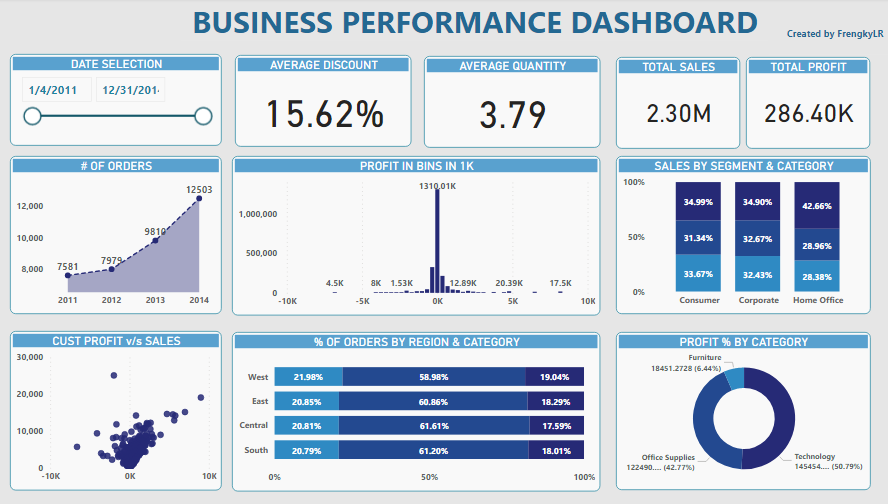 BUSINESS PERFORMANCE DASHBOARD
Created by FrengkyLR
DATE SELECTION
1/4/2011 12/31/201
AVERAGE DISCOUNT
15.62%
AVERAGE QUANTITY
3.79
TOTAL SALES
2.30M
TOTAL PROFIT
286.40K
# OF ORDERS
12,000
10,000
8,000
7581
7979
9810
12503
2011 2012 2013 2014
PROFIT IN BINS IN 1K
1310.01K
1,000,000
500,000
0
4.5K 8K 1.53K 12.89K 20.39K 17.5K
-10K -5K 0K 5K 10K
SALES BY SEGMENT & CATEGORY
100%
50%
0%
34.99% 34.90% 42.66%
31.34% 32.67% 28.96%
33.67% 32.43% 28.38%
Consumer Corporate Home Office
CUST PROFIT v/s SALES
30,000
20,000
10,000
0
-10K 0K 10K
% OF ORDERS BY REGION & CATEGORY
West 21.98% 58.98% 19.04%
East 20.85% 60.86% 18.29%
Central 20.81% 61.61% 17.59%
South 20.79% 61.20% 18.01%
0% 50% 100%
PROFIT % BY CATEGORY
Furniture
18451.2728 (6.44%)
Office Supplies
122490.... (42.77%)
Technology
145454.... (50.79%)